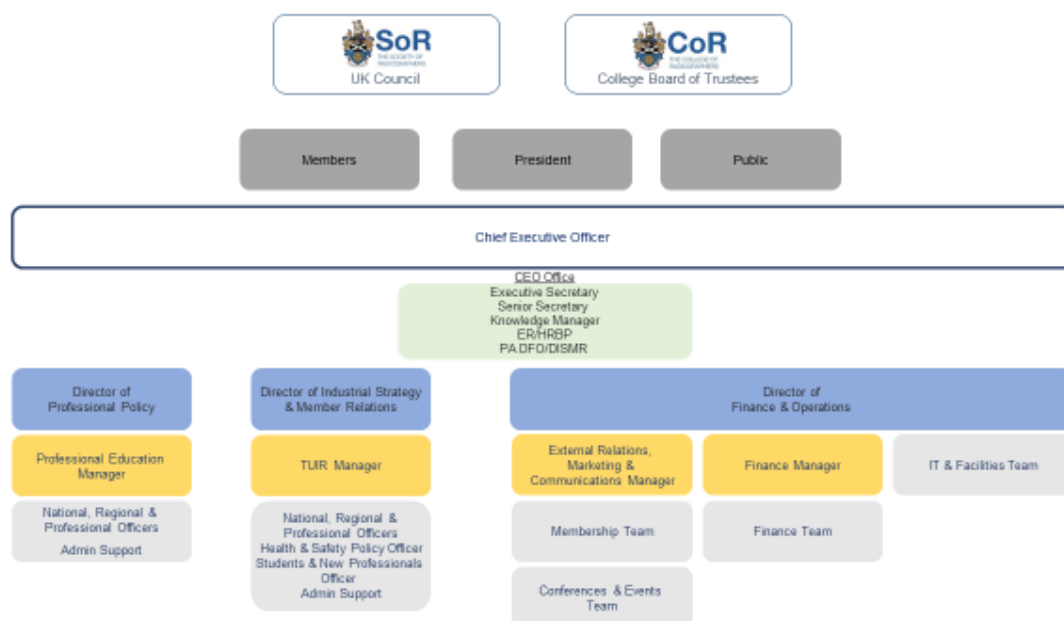 SoR
THE SOCIETY OF
RADIOGRAPHERS
UK Council
CoR
THE COLLEGE OF
RADIOGRAPHERS
College Board of Trustees
Members
President
Public
Chief Executive Officer
CEO Office
Executive Secretary
Senior Secretary
Knowledge Manager
ER/HRBP
PA DFO/DISMR
Director of
Professional Policy
Director of Industrial Strategy
& Member Relations
Director of
Finance & Operations
Professional Education
Manager
TUIR Manager
External Relations,
Marketing &
Communications Manager
Finance Manager
IT & Facilities Team
National, Regional &
Professional Officers
Admin Support
National, Regional &
Professional Officers
Health & Safety Policy Officer
Students & New Professionals
Officer
Admin Support
Membership Team
Finance Team
Conferences & Events
Team